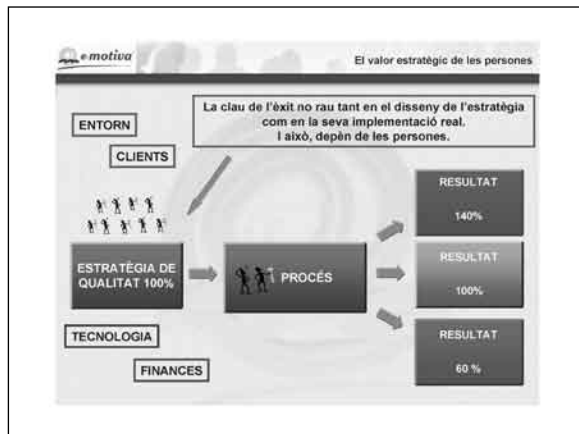 e·motiva
El valor estratègic de les persones
La clau de l'èxit no rau tant en el disseny de l'estratègia
com en la seva implementació real.
I això, depèn de les persones.
ENTORN
CLIENTS
ESTRATÈGIA DE
QUALITAT 100%
PROCÉS
RESULTAT
140%
RESULTAT
100%
RESULTAT
60 %
TECNOLOGIA
FINANCES